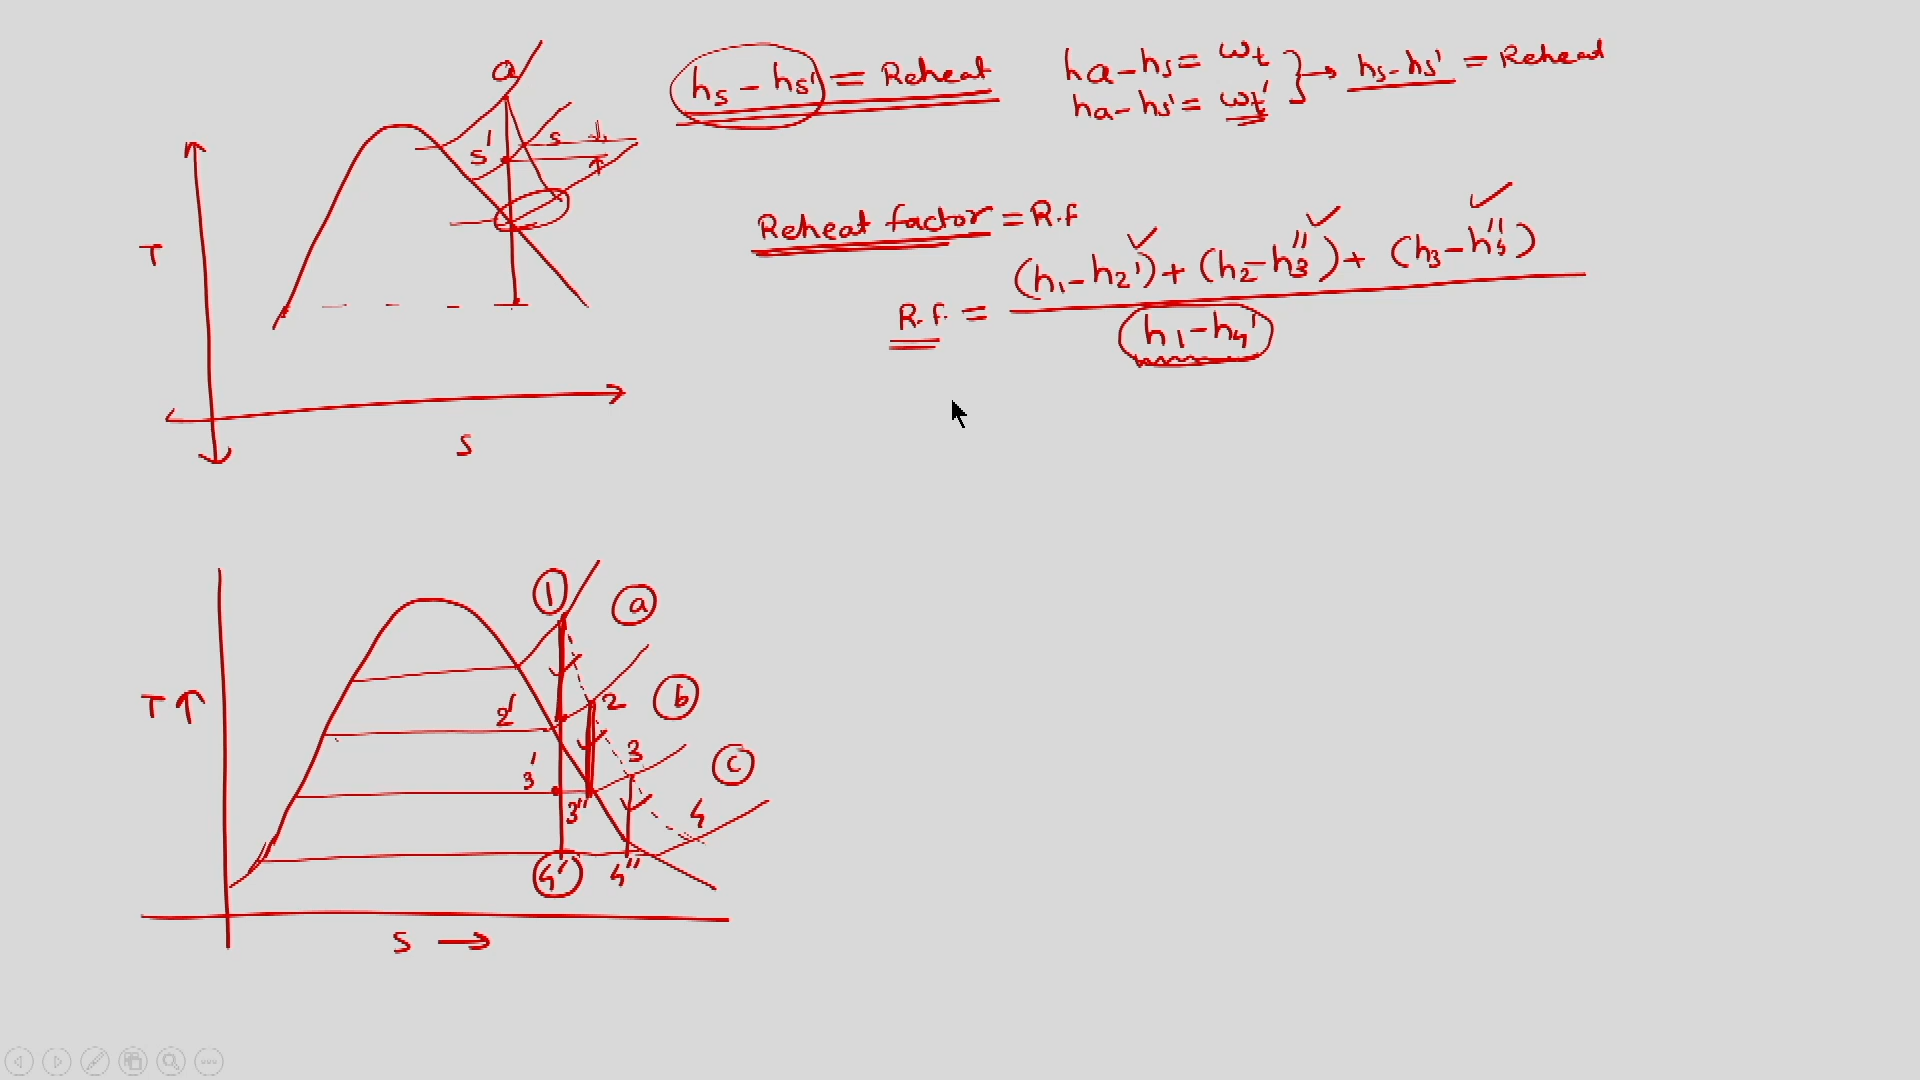 a
s'
s
T
S
hs - hs' = Reheat
ha - hs = wt
ha - hs' = wt' } → hs - hs' = Reheat
Reheat factor = R.f
R.f. = (h1 - h2') + (h2 - h3'') + (h3 - h4'')
h1 - h4'
1
a
2'
2
b
3'
3
c
3''
4
4'
4''
T ↑
S →